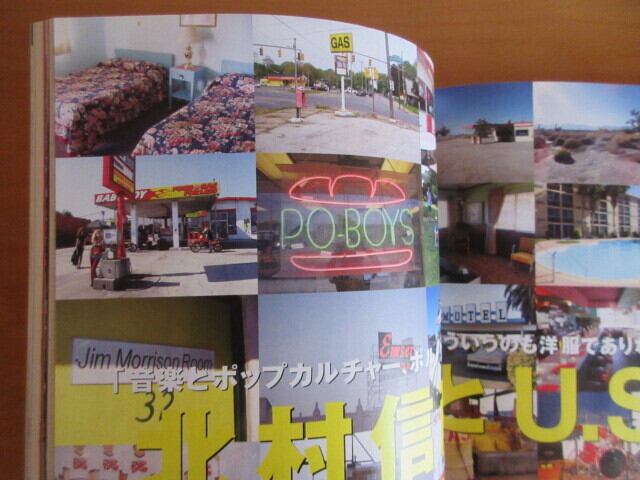 GAS
PO-BOYS
MOTEL
Jim Morrison Room
33
「音楽とポップカルチャー
ういうのも洋服であり
北村信
とU.S